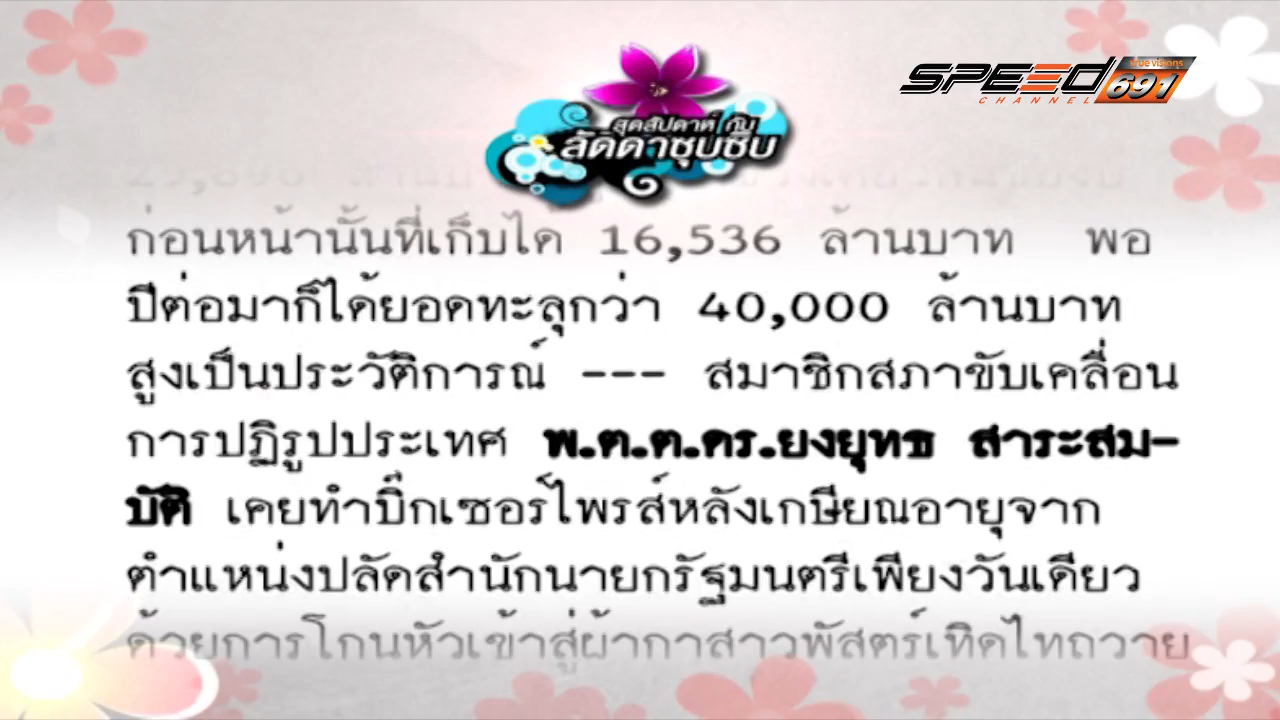 SPEED
CHANNEL
true visions
691
สุดสัปดาห์ กับ
ลัดดาซุบซิบ
ก่อนหน้านั้นที่เก็บได้ 16,536 ล้านบาท พอ
ปีต่อมาก็ได้ยอดทะลุกว่า 40,000 ล้านบาท
สูงเป็นประวัติการณ์ --- สมาชิกสภาขับเคลื่อน
การปฏิรูปประเทศ พ.ต.ต.ดร.ยงยุทธ สาระสม-
บัติ เคยทำบิ๊กเซอร์ไพรส์หลังเกษียณอายุจาก
ตำแหน่งปลัดสำนักนายกรัฐมนตรีเพียงวันเดียว
ด้วยการโกนหัวเข้าสู่ผ้ากาสาวพัสตร์เทิดไทถวาย